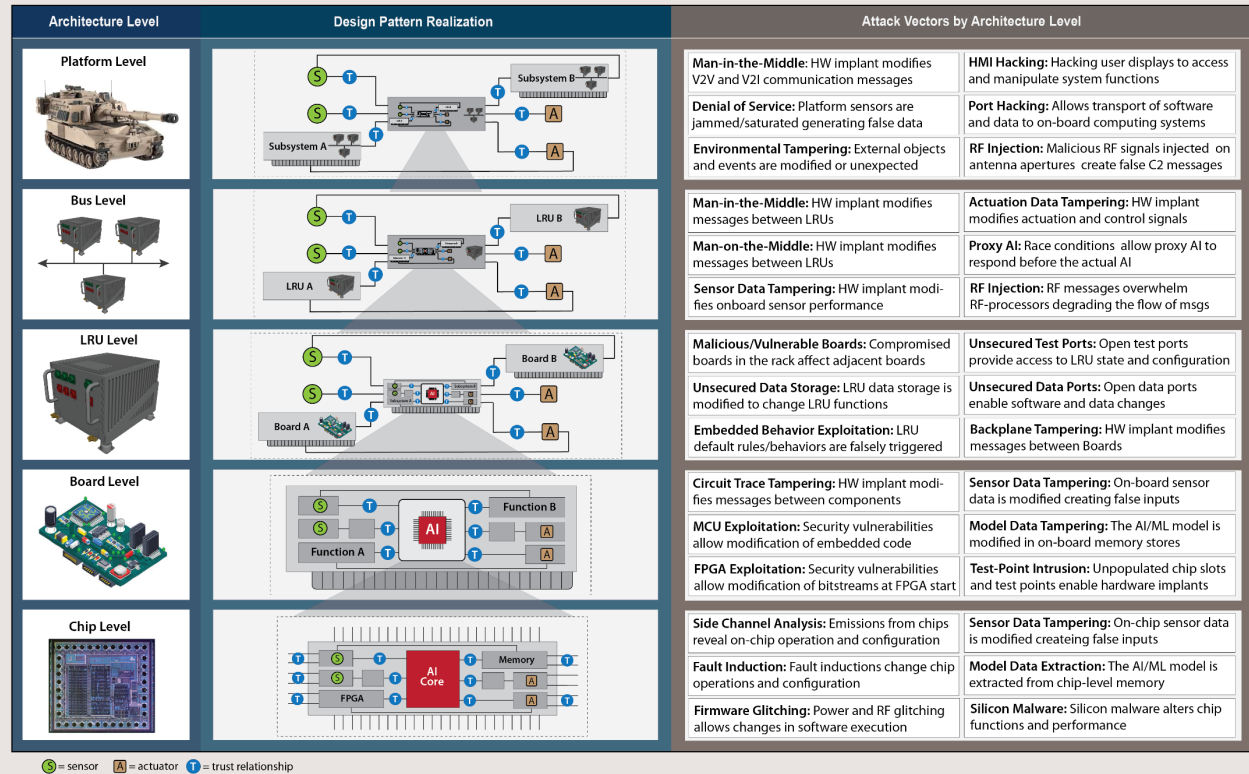 Architecture Level
Design Pattern Realization
Attack Vectors by Architecture Level
Platform Level
S
T
Subsystem B
S
T
T
T
A
Subsystem A
T
T
A
Man-in-the-Middle: HW implant modifies
V2V and V2I communication messages
HMI Hacking: Hacking user displays to access
and manipulate system functions
Denial of Service: Platform sensors are
jammed/saturated generating false data
Port Hacking: Allows transport of software
and data to on-board computing systems
Environmental Tampering: External objects
and events are modified or unexpected
RF Injection: Malicious RF signals injected on
antenna apertures create false C2 messages
Bus Level
S
T
LRU B
T
S
T
T
A
LRU A
T
T
A
Man-in-the-Middle: HW implant modifies
messages between LRUs
Actuation Data Tampering: HW implant
modifies actuation and control signals
Man-on-the-Middle: HW implant modifies
messages between LRUs
Proxy AI: Race conditions allow proxy AI to
respond before the actual AI
Sensor Data Tampering: HW implant modi-
fies onboard sensor performance
RF Injection: RF messages overwhelm
RF-processors degrading the flow of msgs
LRU Level
S
T
Board B
T
S
T
AI
T
A
Board A
T
T
A
Malicious/Vulnerable Boards: Compromised
boards in the rack affect adjacent boards
Unsecured Test Ports: Open test ports
provide access to LRU state and configuration
Unsecured Data Storage: LRU data storage is
modified to change LRU functions
Unsecured Data Ports: Open data ports
enable software and data changes
Embedded Behavior Exploitation: LRU
default rules/behaviors are falsely triggered
Backplane Tampering: HW implant modifies
messages between Boards
Board Level
S
T
T
Function B
S
T
AI
T
A
Function A
T
T
A
Circuit Trace Tampering: HW implant modi-
fies messages between components
Sensor Data Tampering: On-board sensor
data is modified creating false inputs
MCU Exploitation: Security vulnerabilities
allow modification of embedded code
Model Data Tampering: The AI/ML model is
modified in on-board memory stores
FPGA Exploitation: Security vulnerabilities
allow modification of bitstreams at FPGA start
Test-Point Intrusion: Unpopulated chip slots
and test points enable hardware implants
Chip Level
T
S
T
T
Memory
T
T
S
T
AI
Core
T
A
T
T
FPGA
T
T
A
T
Side Channel Analysis: Emissions from chips
reveal on-chip operation and configuration
Sensor Data Tampering: On-chip sensor data
is modified createing false inputs
Fault Induction: Fault inductions change chip
operations and configuration
Model Data Extraction: The AI/ML model is
extracted from chip-level memory
Firmware Glitching: Power and RF glitching
allows changes in software execution
Silicon Malware: Silicon malware alters chip
functions and performance
S = sensor A = actuator T = trust relationship